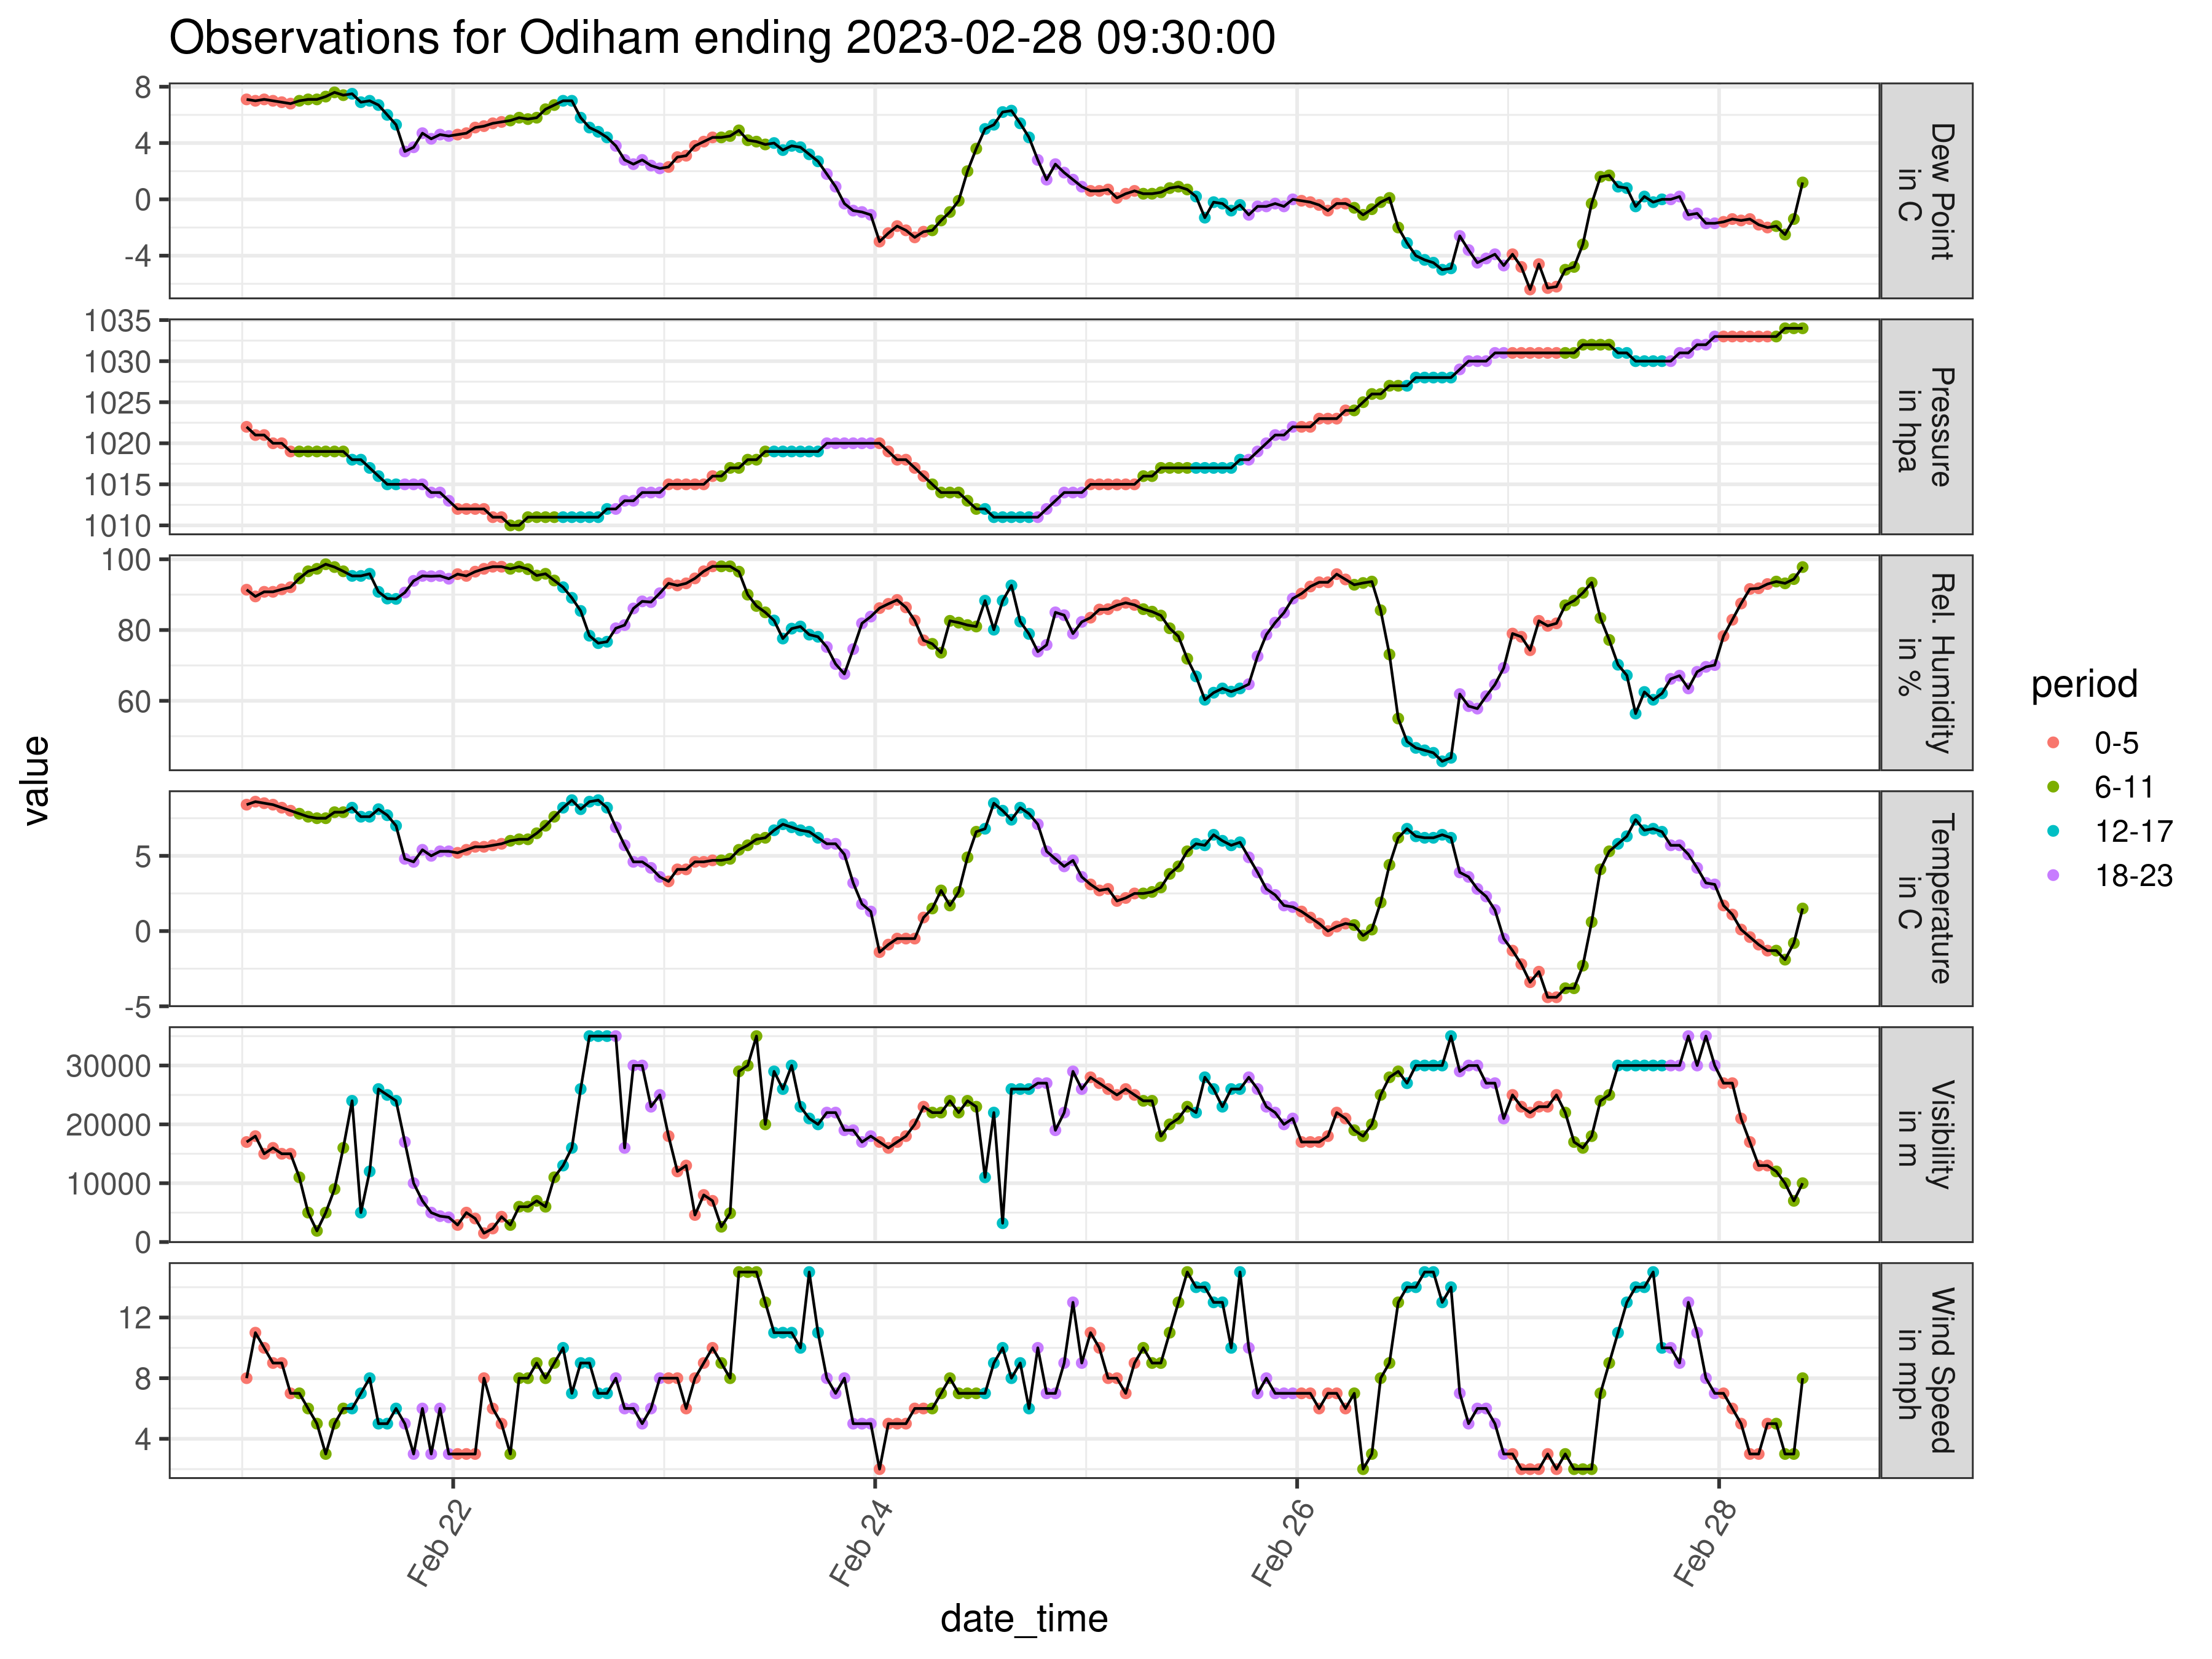 Observations for Odiham ending 2023-02-28 09:30:00
value
8
4
0
-4
Dew Point
in C
1035
1030
1025
1020
1015
1010
Pressure
in hpa
100
80
60
Rel. Humidity
in %
5
0
-5
Temperature
in C
30000
20000
10000
0
Visibility
in m
12
8
4
Wind Speed
in mph
Feb 22
Feb 24
Feb 26
Feb 28
date_time
period
0-5
6-11
12-17
18-23